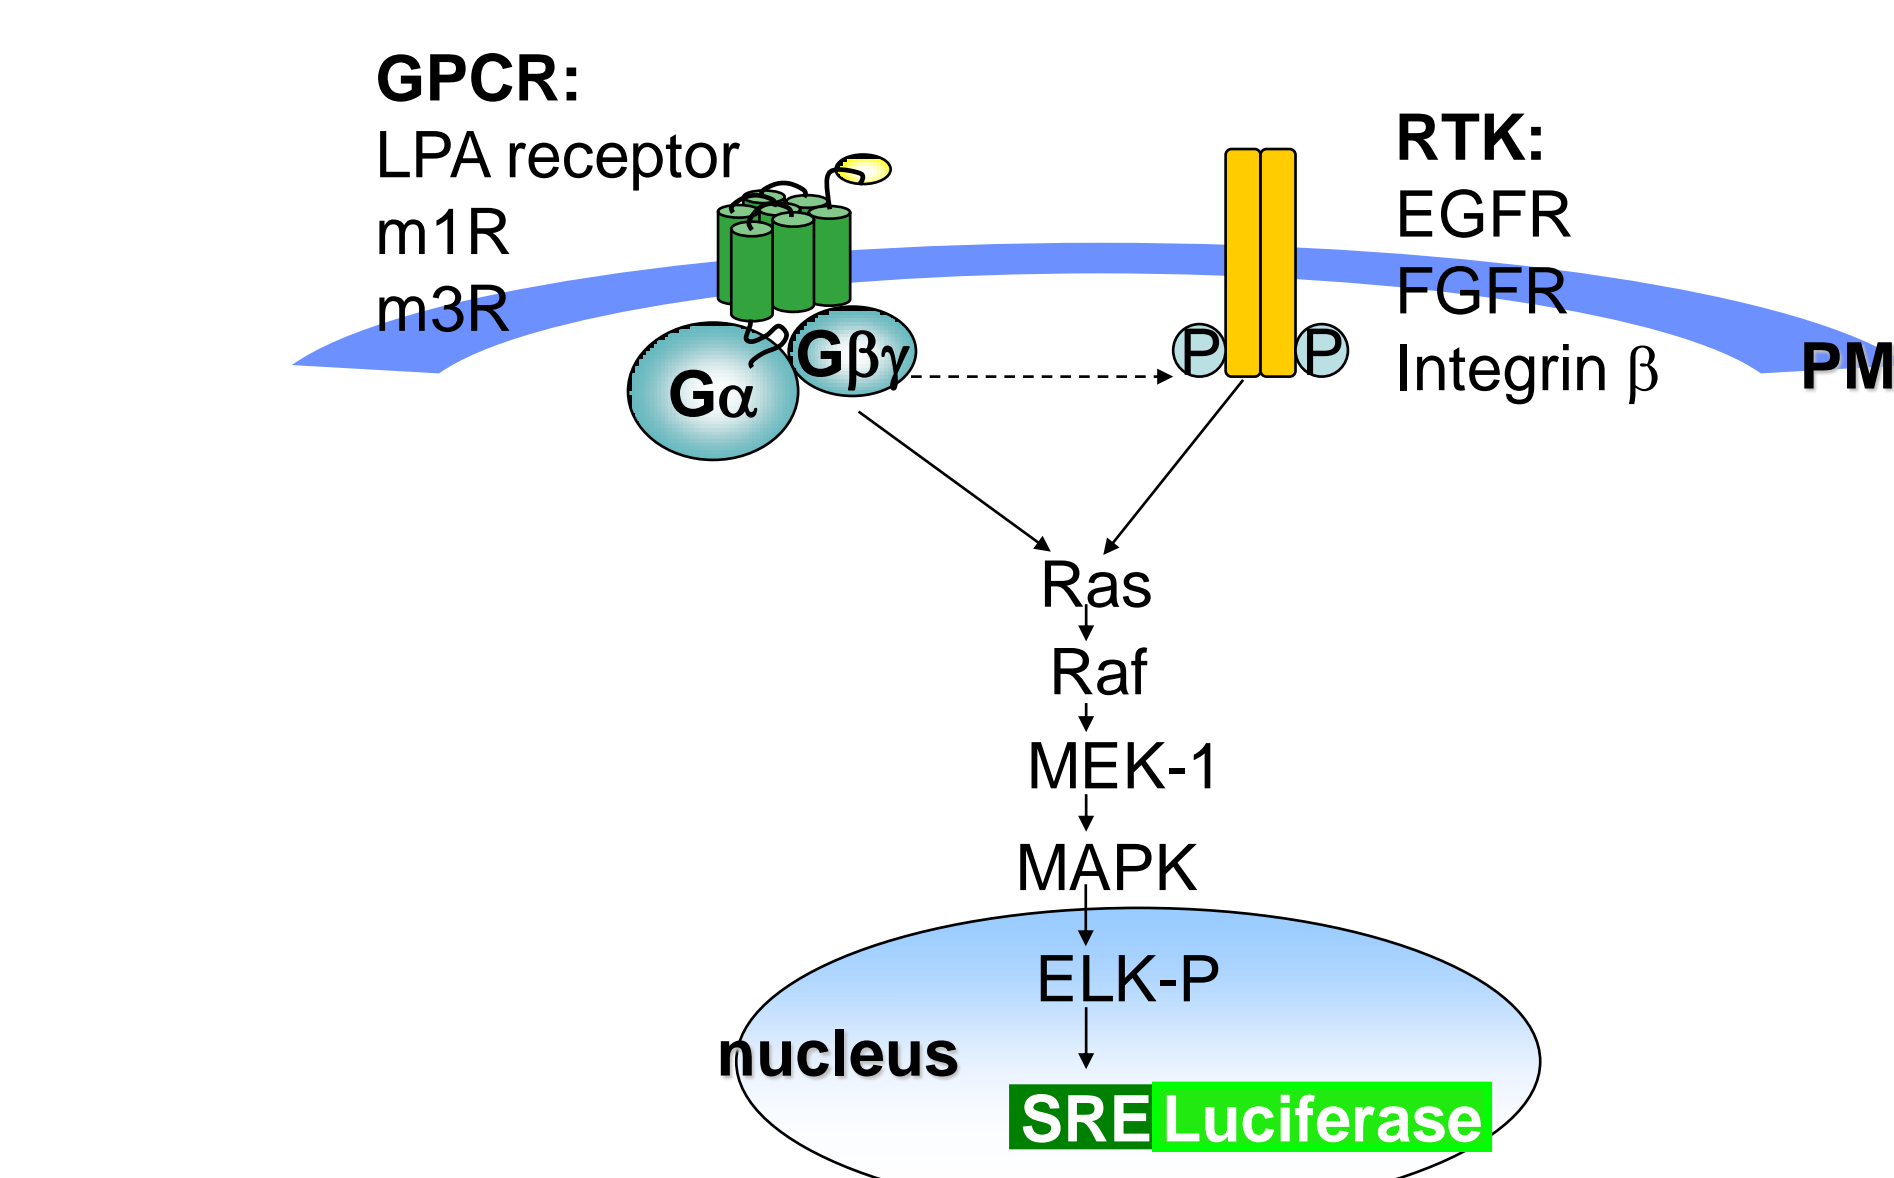 GPCR:
LPA receptor
m1R
m3R
RTK:
EGFR
FGFR
Integrin β
PM
Gα
Gβγ
P
P
Ras
Raf
MEK-1
MAPK
ELK-P
nucleus
SRE Luciferase